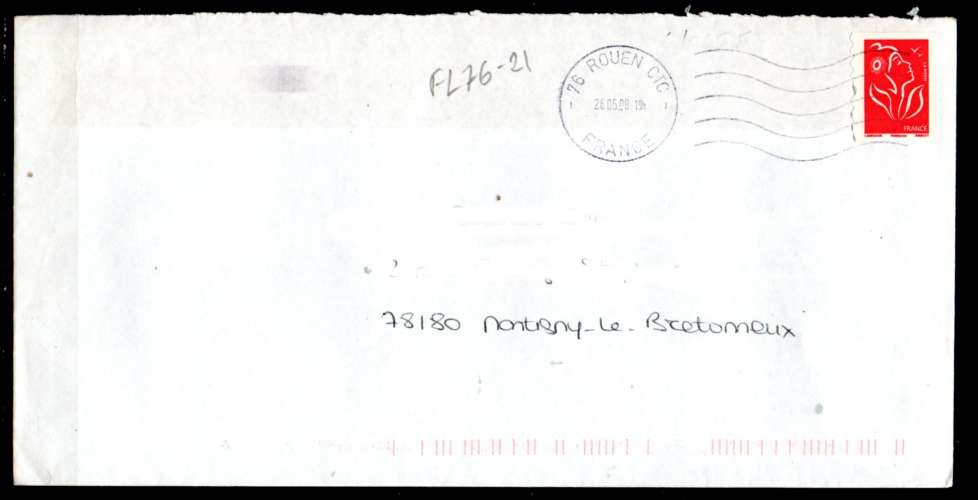 FL76-21
76 ROUEN CTC
FRANCE
FRANCE
78180 Montigny-Le-Bretonneux